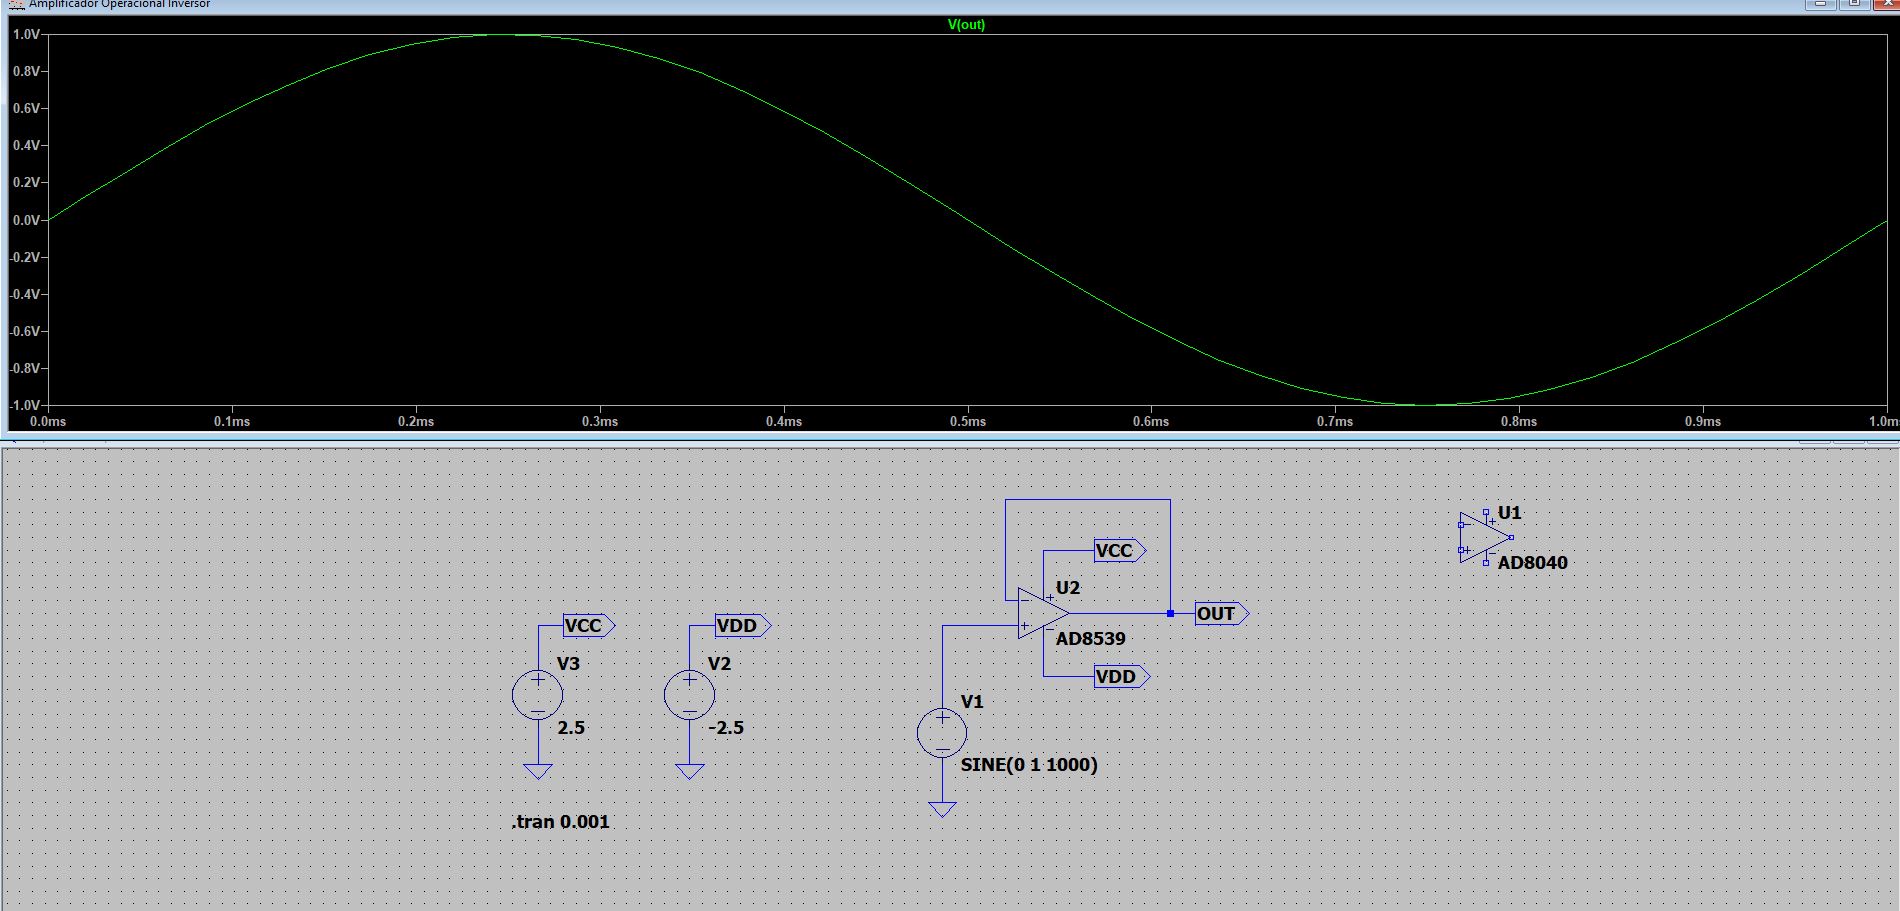 Amplificador Operacional Inversor
V(out)
1.0V
0.8V
0.6V
0.4V
0.2V
0.0V
-0.2V
-0.4V
-0.6V
-0.8V
-1.0V
0.0ms 0.1ms 0.2ms 0.3ms 0.4ms 0.5ms 0.6ms 0.7ms 0.8ms 0.9ms 1.0m
U1
AD8040
VCC
U2
OUT
AD8539
VDD
VCC
V3
2.5
VDD
V2
-2.5
V1
SINE(0 1 1000)
.tran 0.001